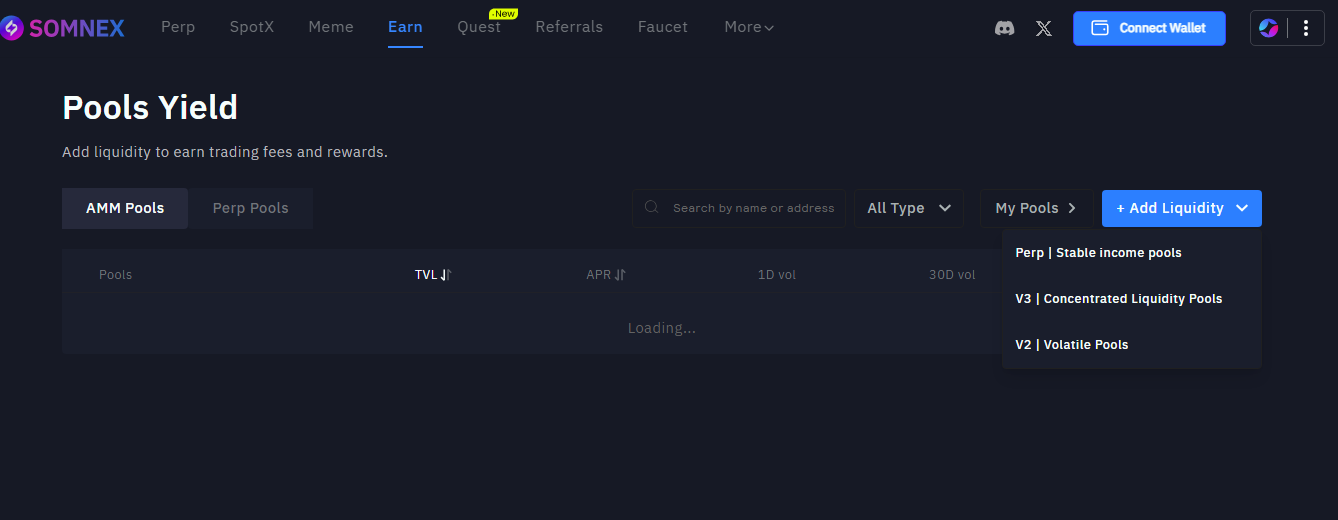 SOMNEX Perp SpotX Meme Earn Quest New Referrals Faucet More Connect Wallet
Pools Yield
Add liquidity to earn trading fees and rewards.
AMM Pools Perp Pools Search by name or address All Type My Pools + Add Liquidity
Perp | Stable income pools
Pools TVL APR 1D vol 30D vol
V3 | Concentrated Liquidity Pools
Loading...
V2 | Volatile Pools